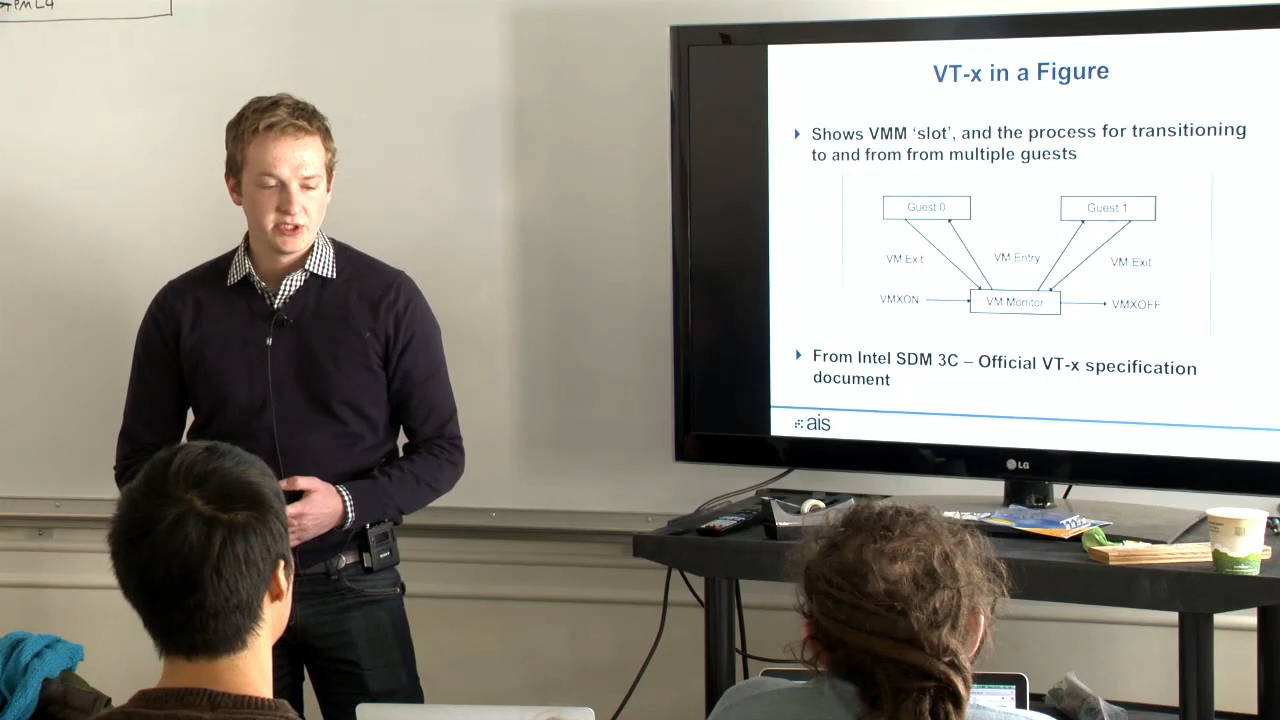 VT-x in a Figure
Shows VMM ‘slot’, and the process for transitioning
to and from from multiple guests
Guest 0
Guest 1
VM Exit
VM Entry
VM Exit
VMXON
VM Monitor
VMXOFF
From Intel SDM 3C – Official VT-x specification
document
ais
LG